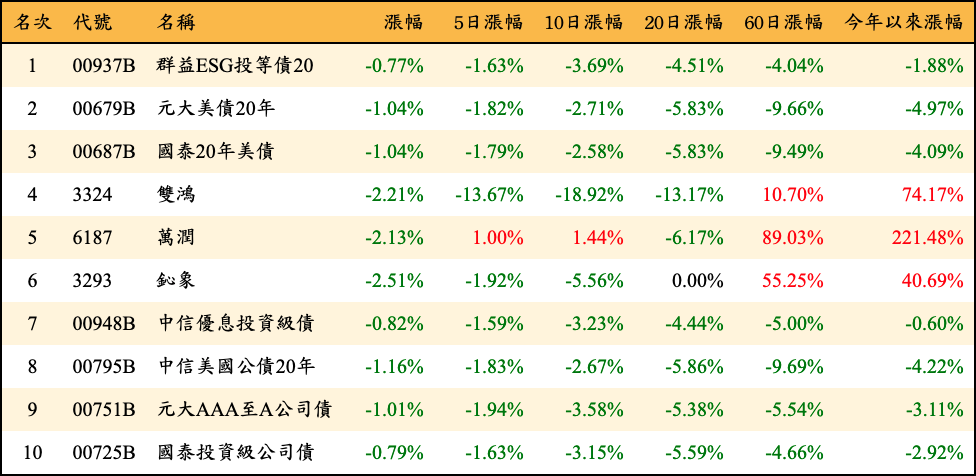 名次 代號 名稱 漲幅 5日漲幅 10日漲幅 20日漲幅 60日漲幅 今年以來漲幅
1 00937B 群益ESG投等債20 -0.77% -1.63% -3.69% -4.51% -4.04% -1.88%
2 00679B 元大美債20年 -1.04% -1.82% -2.71% -5.83% -9.66% -4.97%
3 00687B 國泰20年美債 -1.04% -1.79% -2.58% -5.83% -9.49% -4.09%
4 3324 雙鴻 -2.21% -13.67% -18.92% -13.17% 10.70% 74.17%
5 6187 萬潤 -2.13% 1.00% 1.44% -6.17% 89.03% 221.48%
6 3293 鈊象 -2.51% -1.92% -5.56% 0.00% 55.25% 40.69%
7 00948B 中信優息投資級債 -0.82% -1.59% -3.23% -4.44% -5.00% -0.60%
8 00795B 中信美國公債20年 -1.16% -1.83% -2.67% -5.86% -9.69% -4.22%
9 00751B 元大AAA至A公司債 -1.01% -1.94% -3.58% -5.38% -5.54% -3.11%
10 00725B 國泰投資級公司債 -0.79% -1.63% -3.15% -5.59% -4.66% -2.92%